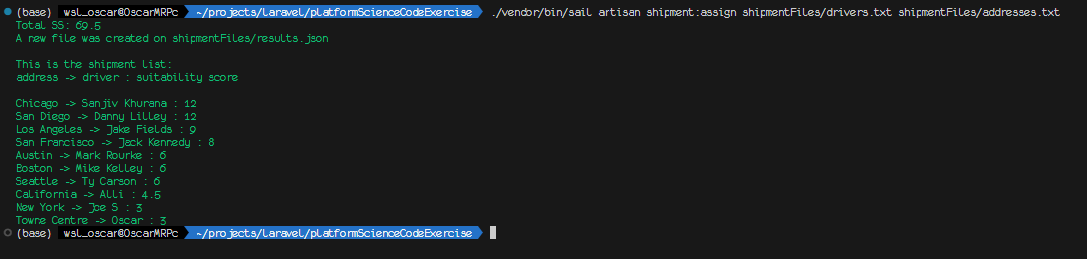 (base) wsl_oscar@OscarMRPc ~/projects/laravel/platformScienceCodeExercise ./vendor/bin/sail artisan shipment:assign shipmentFiles/drivers.txt shipmentFiles/addresses.txt
Total SS: 69.5
A new file was created on shipmentFiles/results.json
This is the shipment list:
address -> driver : suitability score
Chicago -> Sanjiv Khurana : 12
San Diego -> Danny Lilley : 12
Los Angeles -> Jake Fields : 9
San Francisco -> Jack Kennedy : 8
Austin -> Mark Rourke : 6
Boston -> Mike Kelley : 6
Seattle -> Ty Carson : 6
California -> Alli : 4.5
New York -> Joe S : 3
Towne Centre -> Oscar : 3
(base) wsl_oscar@OscarMRPc ~/projects/laravel/platformScienceCodeExercise